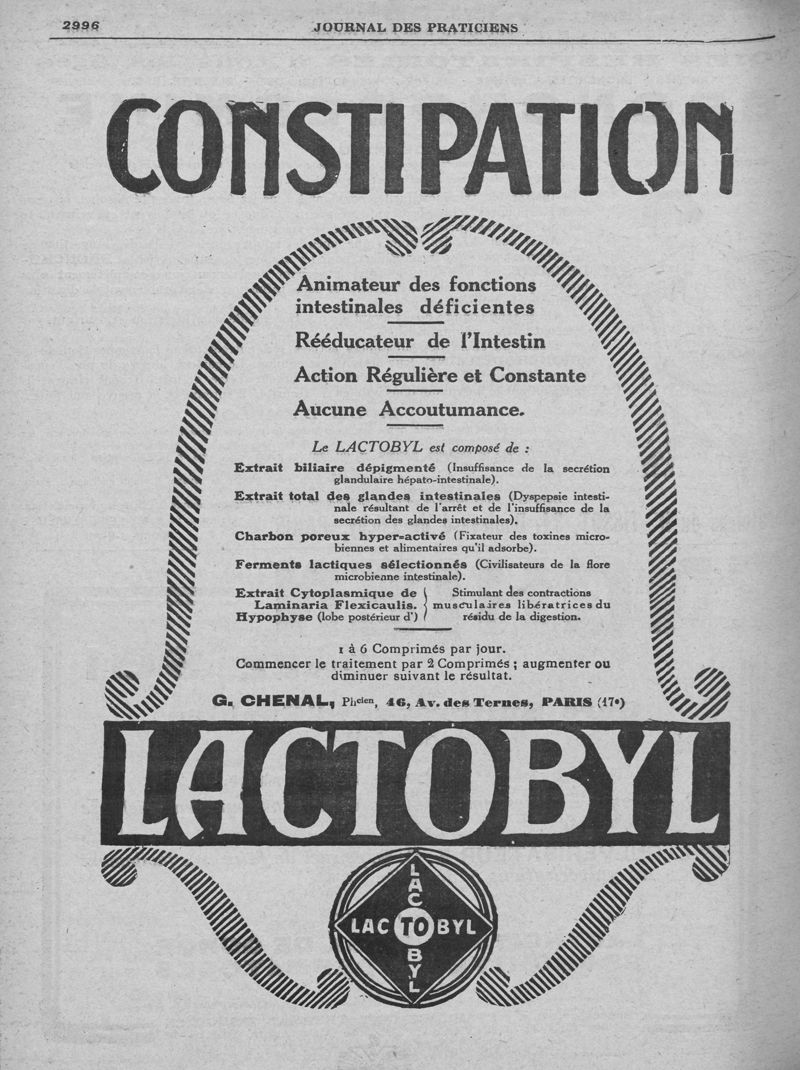 2996
JOURNAL DES PRATICIENS
CONSTIPATION
Animateur des fonctions
intestinales déficientes
Rééducateur de l'Intestin
Action Régulière et Constante
Aucune Accoutumance.
Le LACTOBYL est composé de :
Extrait biliaire dépigmenté (Insuffisance de la secrétion
glandulaire hépato-intestinale).
Extrait total des glandes intestinales (Dyspepsie intesti-
nale résultant de l'arrêt et de l'insuffisance de la
secrétion des glandes intestinales).
Charbon poreux hyper=activé (Fixateur des toxines micro-
biennes et alimentaires qu'il adsorbe).
Ferments lactiques sélectionnés (Civilisateurs de la flore
microbienne intestinale).
Extrait Cytoplasmique de
Laminaria Flexicaulis.
Hypophyse (lobe postérieur d')
Stimulant des contractions
musculaires libératrices du
résidu de la digestion.
1 à 6 Comprimés par jour.
Commencer le traitement par 2 Comprimés ; augmenter ou
diminuer suivant le résultat.
G. CHENAL, Phcien, 46, Av. des Ternes, PARIS (17e)
LACTOBYL
LACTOBYL
LACTOBYL